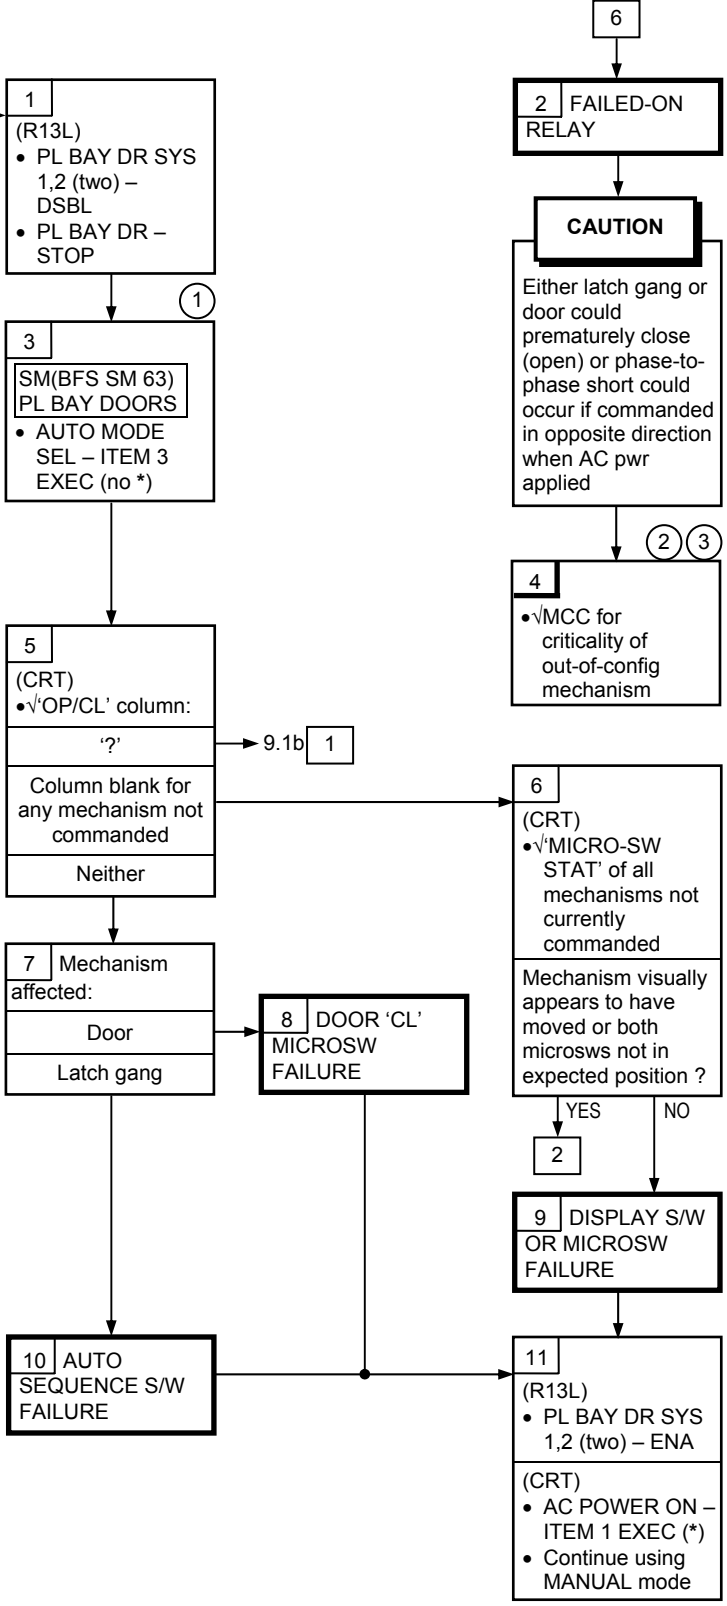 6
1
(R13L)
• PL BAY DR SYS
1,2 (two) –
DSBL
• PL BAY DR –
STOP
2 FAILED-ON
RELAY
CAUTION
Either latch gang or
door could
prematurely close
(open) or phase-to-
phase short could
occur if commanded
in opposite direction
when AC pwr
applied
1
3
SM(BFS SM 63)
PL BAY DOORS
• AUTO MODE
SEL – ITEM 3
EXEC (no *)
2 3
4
•√MCC for
criticality of
out-of-config
mechanism
5
(CRT)
•√‘OP/CL’ column:
‘?’
9.1b 1
Column blank for
any mechanism not
commanded
Neither
6
(CRT)
•√‘MICRO-SW
STAT’ of all
mechanisms not
currently
commanded
Mechanism visually
appears to have
moved or both
microsws not in
expected position ?
YES
NO
2
7 Mechanism
affected:
Door
Latch gang
8 DOOR ‘CL’
MICROSW
FAILURE
9 DISPLAY S/W
OR MICROSW
FAILURE
10 AUTO
SEQUENCE S/W
FAILURE
11
(R13L)
• PL BAY DR SYS
1,2 (two) – ENA
(CRT)
• AC POWER ON –
ITEM 1 EXEC (*)
• Continue using
MANUAL mode